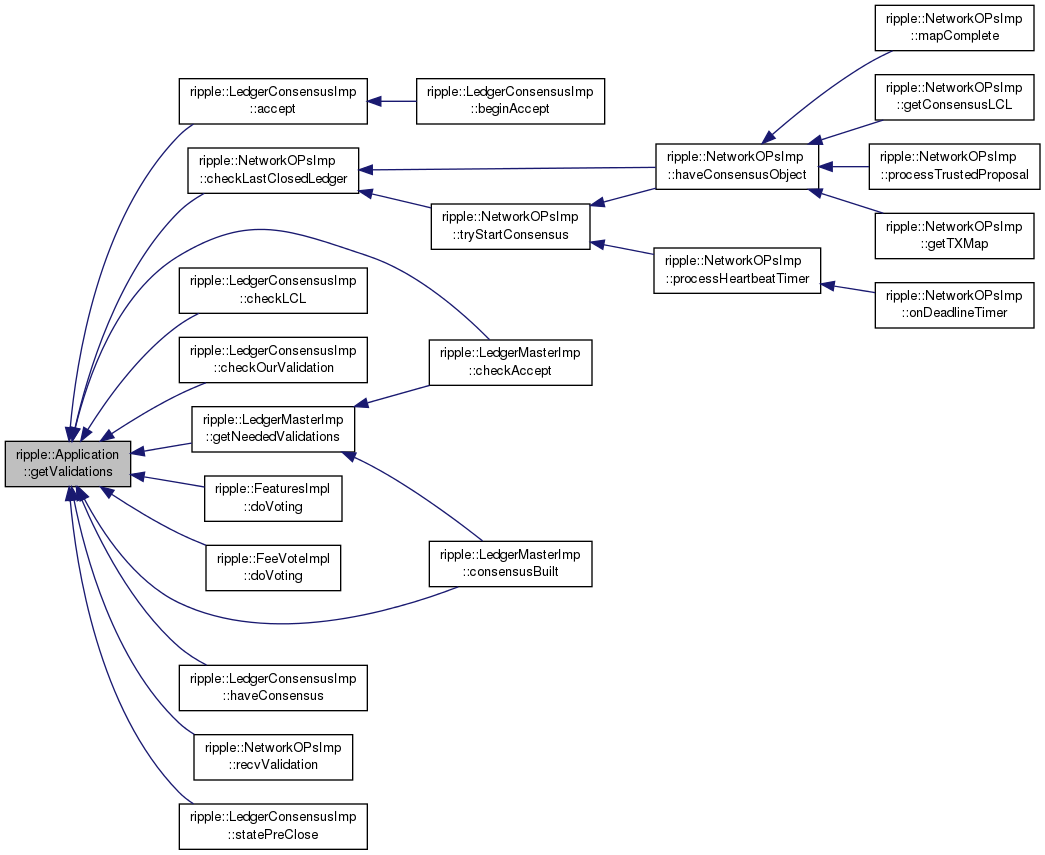 ripple::NetworkOPsImp
::mapComplete
ripple::LedgerConsensusImp
::accept
ripple::LedgerConsensusImp
::beginAccept
ripple::NetworkOPsImp
::getConsensusLCL
ripple::NetworkOPsImp
::checkLastClosedLedger
ripple::NetworkOPsImp
::haveConsensusObject
ripple::NetworkOPsImp
::processTrustedProposal
ripple::NetworkOPsImp
::tryStartConsensus
ripple::NetworkOPsImp
::getTXMap
ripple::NetworkOPsImp
::processHeartbeatTimer
ripple::LedgerConsensusImp
::checkLCL
ripple::NetworkOPsImp
::onDeadlineTimer
ripple::LedgerConsensusImp
::checkOurValidation
ripple::LedgerMasterImp
::checkAccept
ripple::LedgerMasterImp
::getNeededValidations
ripple::Application
::getValidations
ripple::FeaturesImpl
::doVoting
ripple::FeeVoteImpl
::doVoting
ripple::LedgerMasterImp
::consensusBuilt
ripple::LedgerConsensusImp
::haveConsensus
ripple::NetworkOPsImp
::recvValidation
ripple::LedgerConsensusImp
::statePreClose